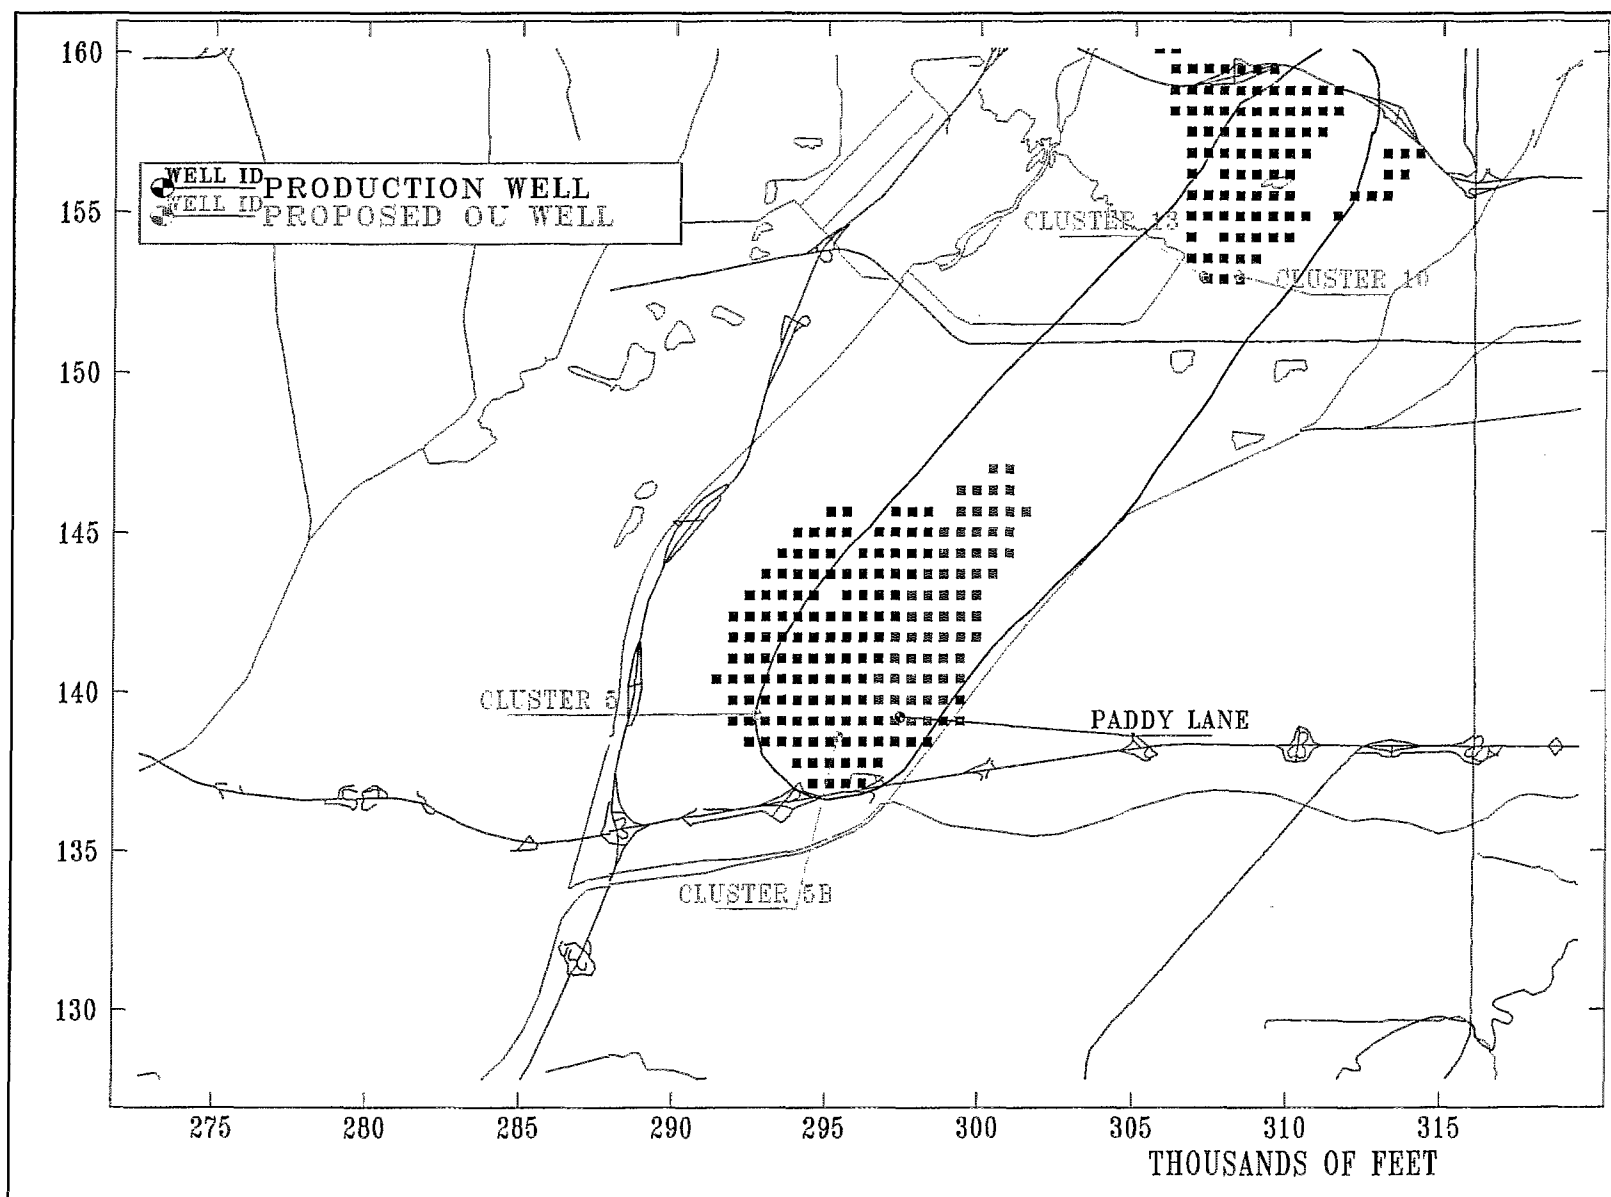 160
WELL ID PRODUCTION WELL
WELL ID PROPOSED OU WELL
155
CLUSTER 13
CLUSTER 10
150
145
140
CLUSTER 5
PADDY LANE
135
CLUSTER 5B
130
275 280 285 290 295 300 305 310 315
THOUSANDS OF FEET